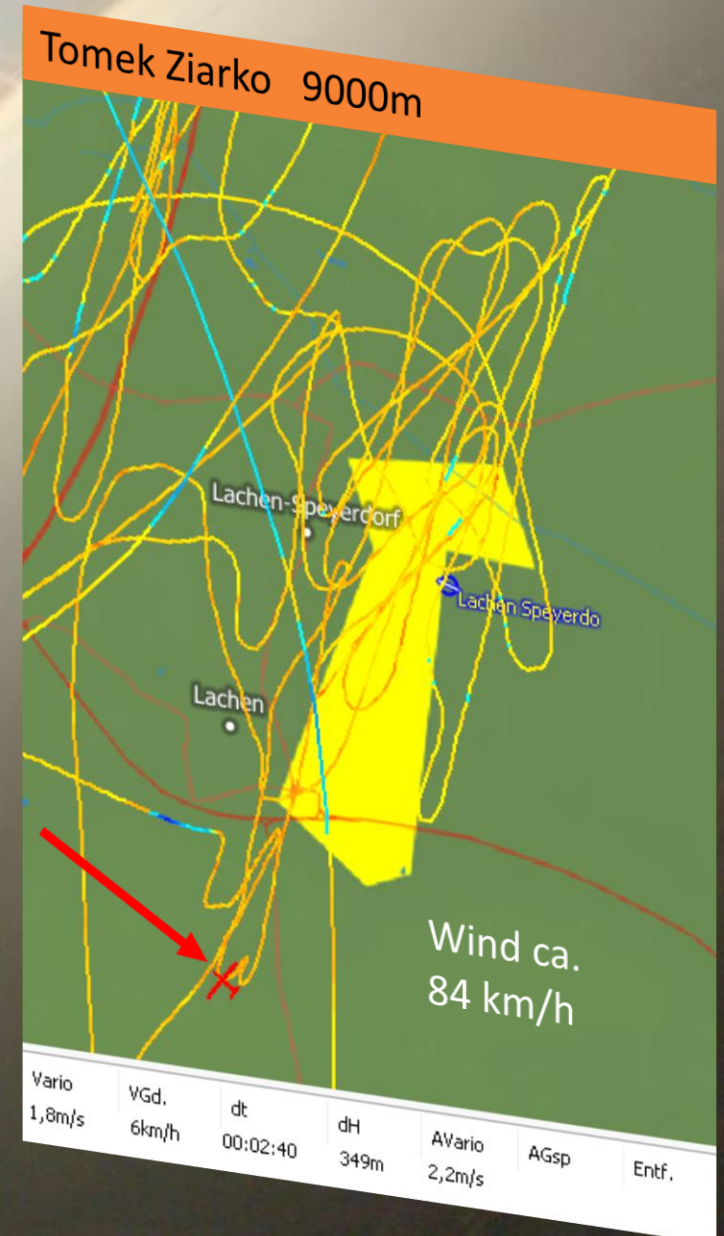 Tomek Ziarko 9000m
Lachen-Speyerdorf
Lachen Speyerdo
Lachen
Wind ca.
84 km/h
Vario VGd. dt dH AVario AGsp Entf.
1,8m/s 6km/h 00:02:40 349m 2,2m/s